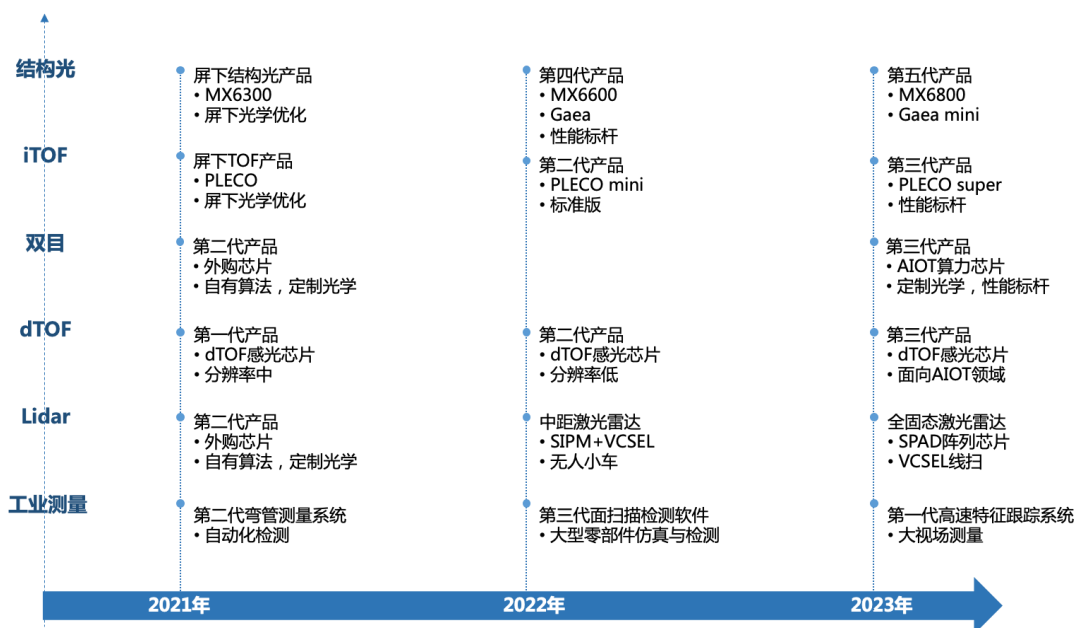 结构光
屏下结构光产品
• MX6300
• 屏下光学优化
第四代产品
• MX6600
• Gaea
• 性能标杆
第五代产品
• MX6800
• Gaea mini
iTOF
屏下TOF产品
• PLECO
• 屏下光学优化
第二代产品
• PLECO mini
• 标准版
第三代产品
• PLECO super
• 性能标杆
双目
第二代产品
• 外购芯片
• 自有算法，定制光学
第三代产品
• AIOT算力芯片
• 定制光学，性能标杆
dTOF
第一代产品
• dTOF感光芯片
• 分辨率中
第二代产品
• dTOF感光芯片
• 分辨率低
第三代产品
• dTOF感光芯片
• 面向AIOT领域
Lidar
第二代产品
• 外购芯片
• 自有算法，定制光学
中距激光雷达
• SIPM+VCSEL
• 无人小车
全固态激光雷达
• SPAD阵列芯片
• VCSEL线扫
工业测量
第二代弯管测量系统
• 自动化检测
第三代面扫描检测软件
• 大型零部件仿真与检测
第一代高速特征跟踪系统
• 大视场测量
2021年
2022年
2023年